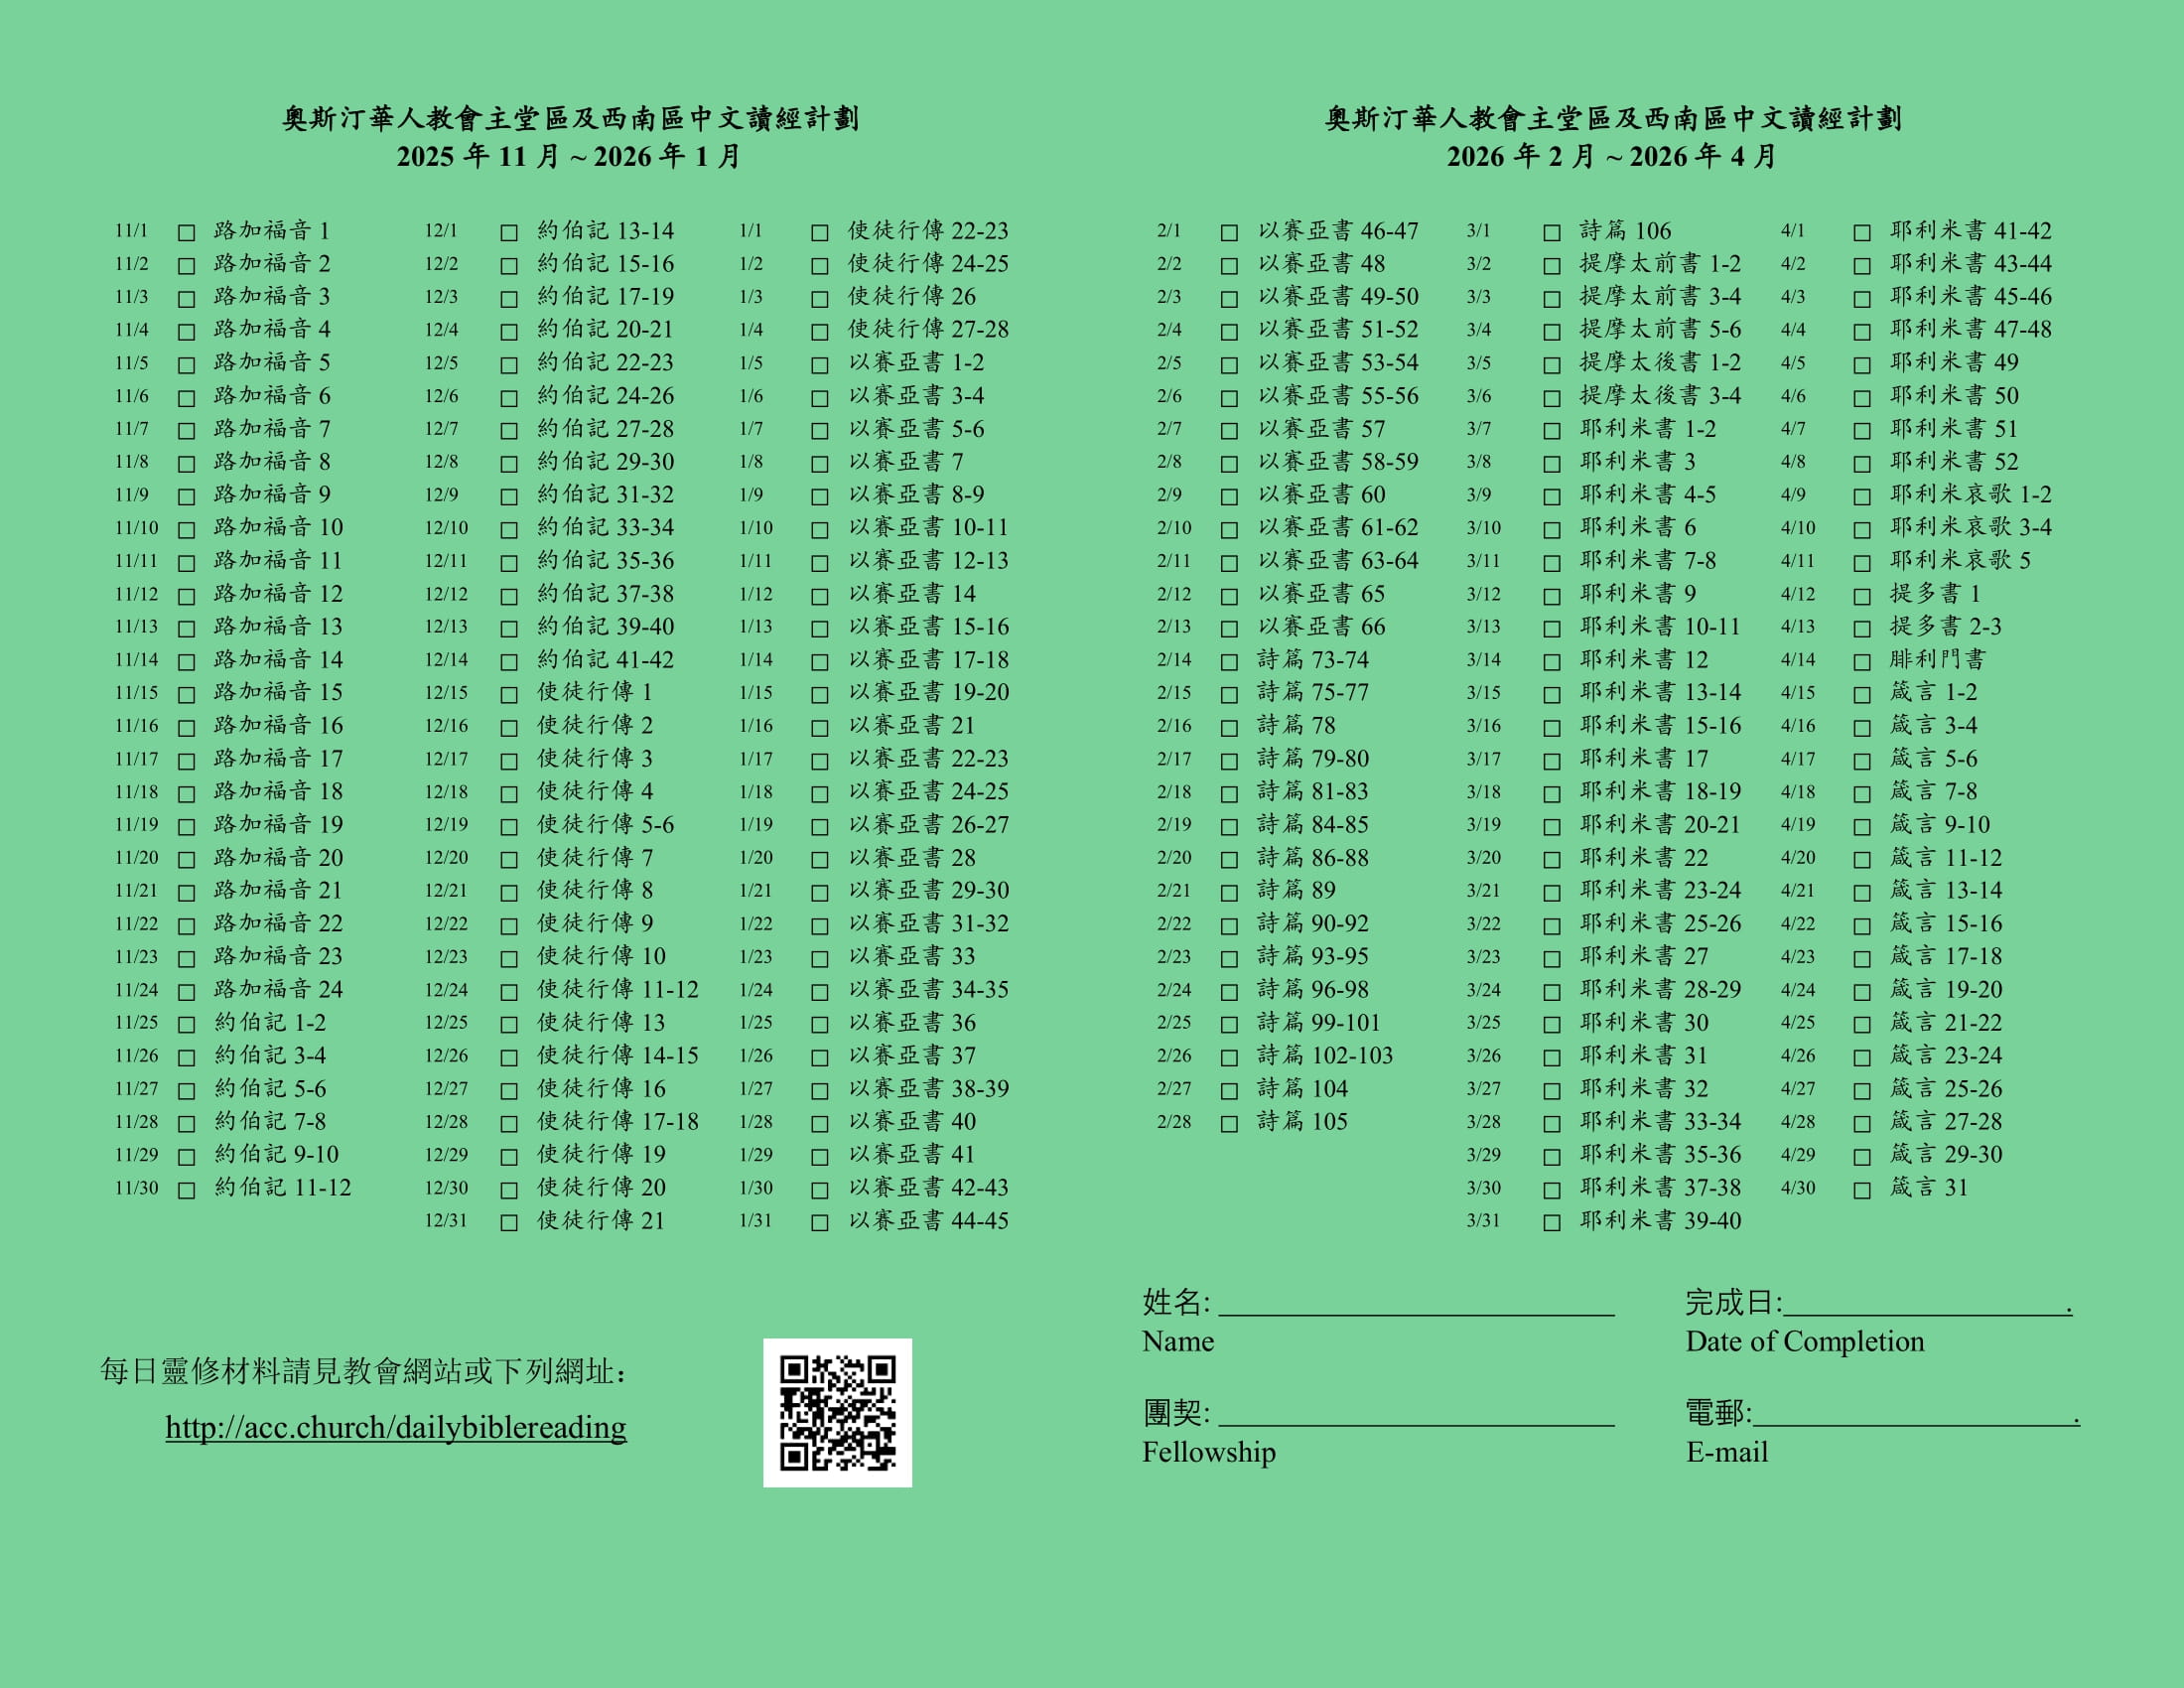 奧斯汀華人教會主堂區及西南區中文讀經計劃
2025 年 11 月 ~ 2026 年 1 月
11/1 □ 路加福音 1 12/1 □ 約伯記 13-14 1/1 □ 使徒行傳 22-23
11/2 □ 路加福音 2 12/2 □ 約伯記 15-16 1/2 □ 使徒行傳 24-25
11/3 □ 路加福音 3 12/3 □ 約伯記 17-19 1/3 □ 使徒行傳 26
11/4 □ 路加福音 4 12/4 □ 約伯記 20-21 1/4 □ 使徒行傳 27-28
11/5 □ 路加福音 5 12/5 □ 約伯記 22-23 1/5 □ 以賽亞書 1-2
11/6 □ 路加福音 6 12/6 □ 約伯記 24-26 1/6 □ 以賽亞書 3-4
11/7 □ 路加福音 7 12/7 □ 約伯記 27-28 1/7 □ 以賽亞書 5-6
11/8 □ 路加福音 8 12/8 □ 約伯記 29-30 1/8 □ 以賽亞書 7
11/9 □ 路加福音 9 12/9 □ 約伯記 31-32 1/9 □ 以賽亞書 8-9
11/10 □ 路加福音 10 12/10 □ 約伯記 33-34 1/10 □ 以賽亞書 10-11
11/11 □ 路加福音 11 12/11 □ 約伯記 35-36 1/11 □ 以賽亞書 12-13
11/12 □ 路加福音 12 12/12 □ 約伯記 37-38 1/12 □ 以賽亞書 14
11/13 □ 路加福音 13 12/13 □ 約伯記 39-40 1/13 □ 以賽亞書 15-16
11/14 □ 路加福音 14 12/14 □ 約伯記 41-42 1/14 □ 以賽亞書 17-18
11/15 □ 路加福音 15 12/15 □ 使徒行傳 1 1/15 □ 以賽亞書 19-20
11/16 □ 路加福音 16 12/16 □ 使徒行傳 2 1/16 □ 以賽亞書 21
11/17 □ 路加福音 17 12/17 □ 使徒行傳 3 1/17 □ 以賽亞書 22-23
11/18 □ 路加福音 18 12/18 □ 使徒行傳 4 1/18 □ 以賽亞書 24-25
11/19 □ 路加福音 19 12/19 □ 使徒行傳 5-6 1/19 □ 以賽亞書 26-27
11/20 □ 路加福音 20 12/20 □ 使徒行傳 7 1/20 □ 以賽亞書 28
11/21 □ 路加福音 21 12/21 □ 使徒行傳 8 1/21 □ 以賽亞書 29-30
11/22 □ 路加福音 22 12/22 □ 使徒行傳 9 1/22 □ 以賽亞書 31-32
11/23 □ 路加福音 23 12/23 □ 使徒行傳 10 1/23 □ 以賽亞書 33
11/24 □ 路加福音 24 12/24 □ 使徒行傳 11-12 1/24 □ 以賽亞書 34-35
11/25 □ 約伯記 1-2 12/25 □ 使徒行傳 13 1/25 □ 以賽亞書 36
11/26 □ 約伯記 3-4 12/26 □ 使徒行傳 14-15 1/26 □ 以賽亞書 37
11/27 □ 約伯記 5-6 12/27 □ 使徒行傳 16 1/27 □ 以賽亞書 38-39
11/28 □ 約伯記 7-8 12/28 □ 使徒行傳 17-18 1/28 □ 以賽亞書 40
11/29 □ 約伯記 9-10 12/29 □ 使徒行傳 19 1/29 □ 以賽亞書 41
11/30 □ 約伯記 11-12 12/30 □ 使徒行傳 20 1/30 □ 以賽亞書 42-43
12/31 □ 使徒行傳 21 1/31 □ 以賽亞書 44-45
每日靈修材料請見教會網站或下列網址：
http://acc.church/dailybiblereading
奧斯汀華人教會主堂區及西南區中文讀經計劃
2026 年 2 月 ~ 2026 年 4 月
2/1 □ 以賽亞書 46-47 3/1 □ 詩篇 106 4/1 □ 耶利米書 41-42
2/2 □ 以賽亞書 48 3/2 □ 提摩太前書 1-2 4/2 □ 耶利米書 43-44
2/3 □ 以賽亞書 49-50 3/3 □ 提摩太前書 3-4 4/3 □ 耶利米書 45-46
2/4 □ 以賽亞書 51-52 3/4 □ 提摩太前書 5-6 4/4 □ 耶利米書 47-48
2/5 □ 以賽亞書 53-54 3/5 □ 提摩太後書 1-2 4/5 □ 耶利米書 49
2/6 □ 以賽亞書 55-56 3/6 □ 提摩太後書 3-4 4/6 □ 耶利米書 50
2/7 □ 以賽亞書 57 3/7 □ 耶利米書 1-2 4/7 □ 耶利米書 51
2/8 □ 以賽亞書 58-59 3/8 □ 耶利米書 3 4/8 □ 耶利米書 52
2/9 □ 以賽亞書 60 3/9 □ 耶利米書 4-5 4/9 □ 耶利米哀歌 1-2
2/10 □ 以賽亞書 61-62 3/10 □ 耶利米書 6 4/10 □ 耶利米哀歌 3-4
2/11 □ 以賽亞書 63-64 3/11 □ 耶利米書 7-8 4/11 □ 耶利米哀歌 5
2/12 □ 以賽亞書 65 3/12 □ 耶利米書 9 4/12 □ 提多書 1
2/13 □ 以賽亞書 66 3/13 □ 耶利米書 10-11 4/13 □ 提多書 2-3
2/14 □ 詩篇 73-74 3/14 □ 耶利米書 12 4/14 □ 腓利門書
2/15 □ 詩篇 75-77 3/15 □ 耶利米書 13-14 4/15 □ 箴言 1-2
2/16 □ 詩篇 78 3/16 □ 耶利米書 15-16 4/16 □ 箴言 3-4
2/17 □ 詩篇 79-80 3/17 □ 耶利米書 17 4/17 □ 箴言 5-6
2/18 □ 詩篇 81-83 3/18 □ 耶利米書 18-19 4/18 □ 箴言 7-8
2/19 □ 詩篇 84-85 3/19 □ 耶利米書 20-21 4/19 □ 箴言 9-10
2/20 □ 詩篇 86-88 3/20 □ 耶利米書 22 4/20 □ 箴言 11-12
2/21 □ 詩篇 89 3/21 □ 耶利米書 23-24 4/21 □ 箴言 13-14
2/22 □ 詩篇 90-92 3/22 □ 耶利米書 25-26 4/22 □ 箴言 15-16
2/23 □ 詩篇 93-95 3/23 □ 耶利米書 27 4/23 □ 箴言 17-18
2/24 □ 詩篇 96-98 3/24 □ 耶利米書 28-29 4/24 □ 箴言 19-20
2/25 □ 詩篇 99-101 3/25 □ 耶利米書 30 4/25 □ 箴言 21-22
2/26 □ 詩篇 102-103 3/26 □ 耶利米書 31 4/26 □ 箴言 23-24
2/27 □ 詩篇 104 3/27 □ 耶利米書 32 4/27 □ 箴言 25-26
2/28 □ 詩篇 105 3/28 □ 耶利米書 33-34 4/28 □ 箴言 27-28
3/29 □ 耶利米書 35-36 4/29 □ 箴言 29-30
3/30 □ 耶利米書 37-38 4/30 □ 箴言 31
3/31 □ 耶利米書 39-40
姓名: ____________________ 完成日:____________________.
Name Date of Completion
團契: ____________________ 電郵:____________________.
Fellowship E-mail